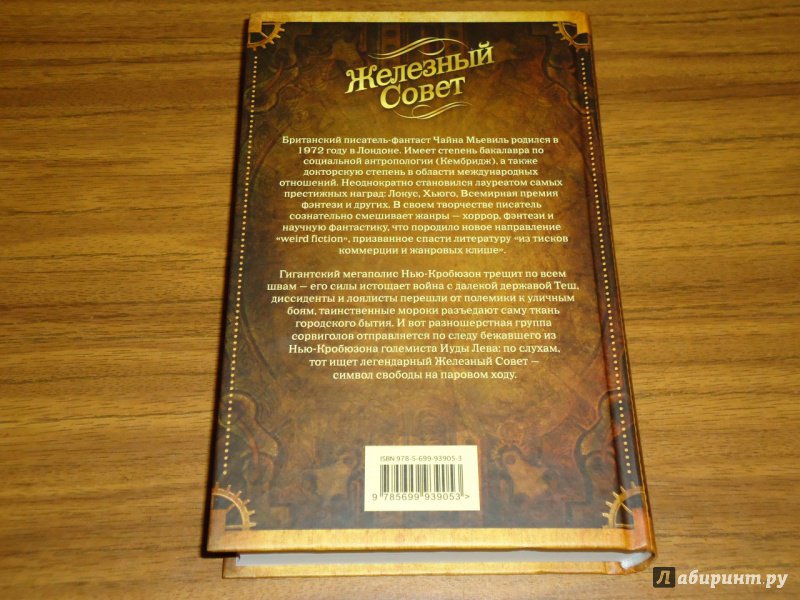 Железный
Совет
Британский писатель-фантаст Чайна Мьевиль родился в
1972 году в Лондоне. Имеет степень бакалавра по
социальной антропологии (Кембридж), а также
докторскую степень в области международных
отношений. Неоднократно становился лауреатом самых
престижных наград: Локус, Хьюго, Всемирная премия
фэнтези и других. В своем творчестве писатель
сознательно смешивает жанры — хоррор, фэнтези и
научную фантастику, что породило новое направление
«weird fiction», призванное спасти литературу «из тисков
коммерции и жанровых клише».
Гигантский мегаполис Нью-Кробюзон трещит по всем
швам — его силы истощает война с далекой державой Теш,
диссиденты и лоялисты перешли от полемики к уличным
боям, таинственные мороки разъедают саму ткань
городского бытия. И вот разношерстная группа
сорвиголов отправляется по следу бежавшего из
Нью-Кробюзона големиста Иуды Лева: по слухам,
тот ищет легендарный Железный Совет —
символ свободы на паровом ходу.
ISBN 978-5-699-93905-3
9 785699 939053 >
Лабиринт.ру